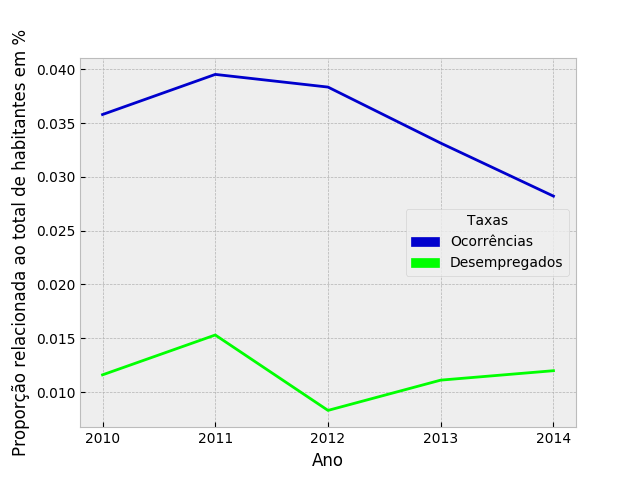 Proporção relacionada ao total de habitantes em %
0.040
0.035
0.030
0.025
0.020
0.015
0.010
Taxas
Ocorrências
Desempregados
2010 2011 2012 2013 2014
Ano